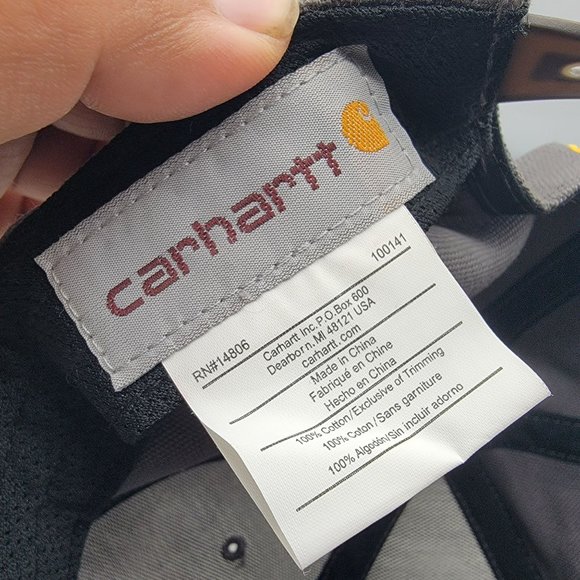 carhartt
RN#14806 100141
Carhartt Inc. P.O.Box 600
Dearborn. MI 48121 USA
carhartt.com
Made in China
Fabriqué en Chine
Hecho en China
100% Cotton/Exclusive of Trimming
100% Coton/Sans garniture
100% Algodón/Sin incluir adorno